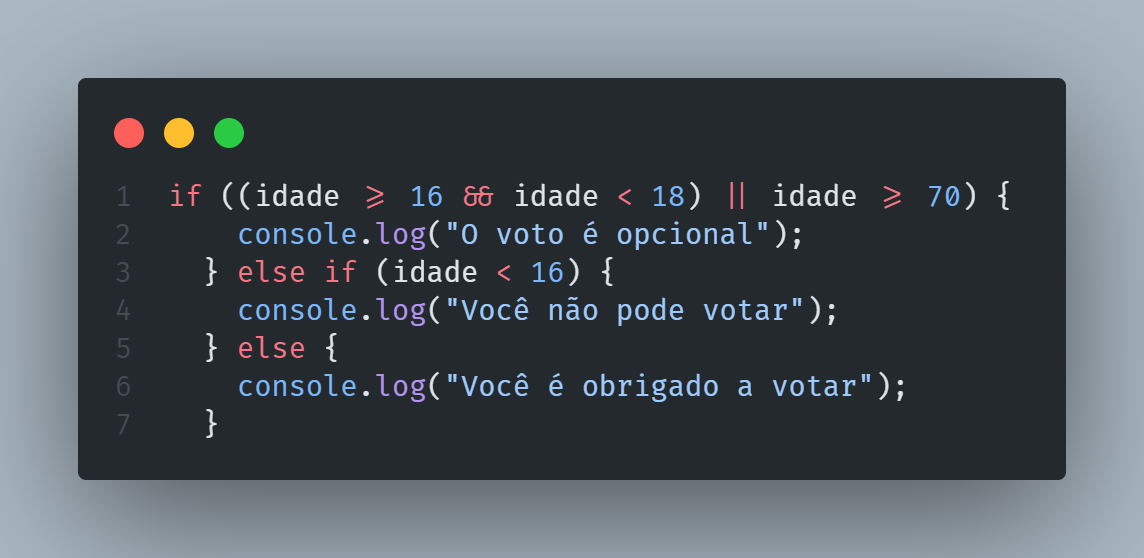 1 if ((idade >= 16 && idade < 18) || idade >= 70) {
2 console.log("O voto é opcional");
3 } else if (idade < 16) {
4 console.log("Você não pode votar");
5 } else {
6 console.log("Você é obrigado a votar");
7 }